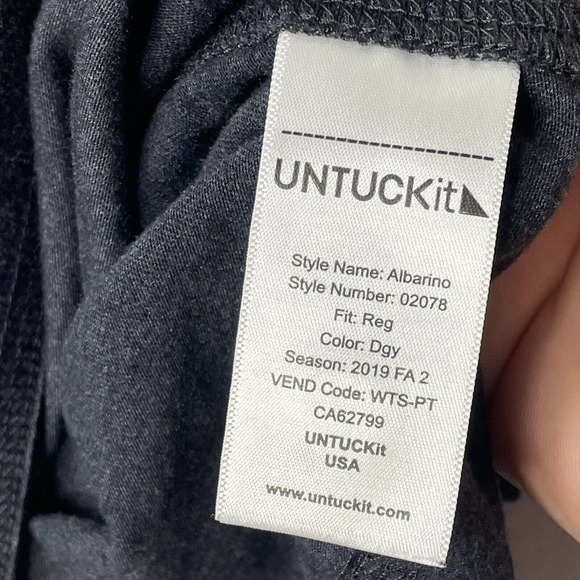 UNTUCKit
Style Name: Albarino
Style Number: 02078
Fit: Reg
Color: Dgy
Season: 2019 FA 2
VEND Code: WTS-PT
CA62799
UNTUCKit
USA
www.untuckit.com